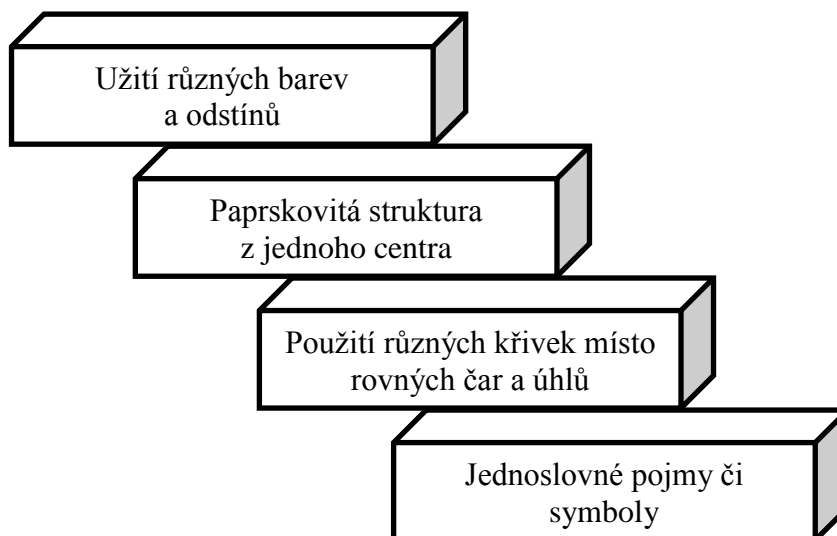 Užití různých barev
a odstínů
Paprskovitá struktura
z jednoho centra
Použití různých křivek místo
rovných čar a úhlů
Jednoslovné pojmy či
symboly